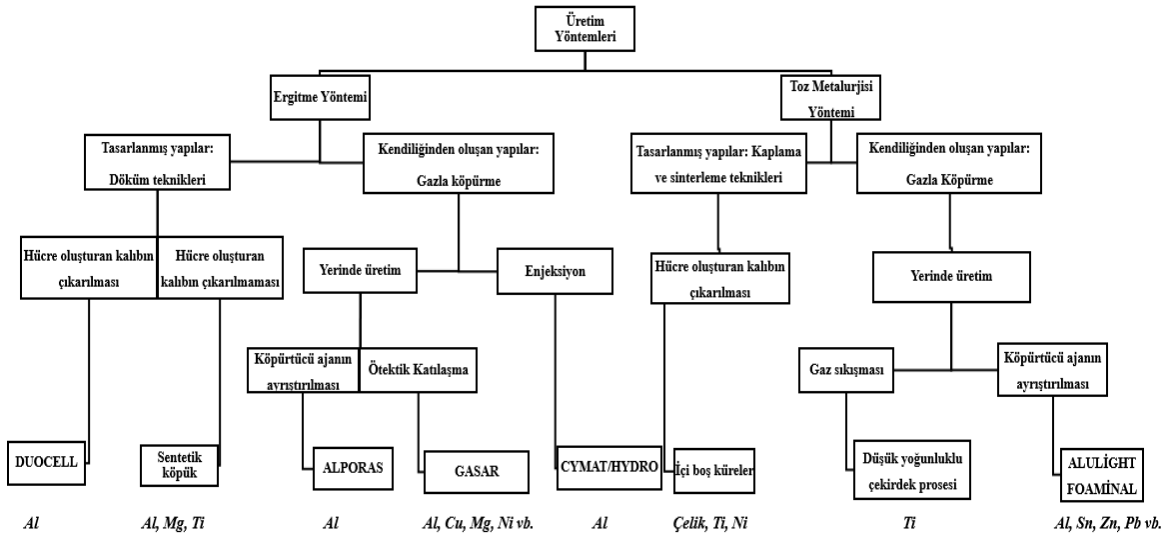 Üretim
Yöntemleri
Ergitme Yöntemi
Toz Metalurjisi
Yöntemi
Tasarlanmış yapılar:
Döküm teknikleri
Kendiliğinden oluşan yapılar:
Gazla köpürme
Tasarlanmış yapılar: Kaplama
ve sinterleme teknikleri
Kendiliğinden oluşan yapılar:
Gazla Köpürme
Hücre oluşturan kalıbın
çıkarılması
Hücre oluşturan
kalıbın çıkarılmaması
Yerinde üretim
Enjeksiyon
Hücre oluşturan kalıbın
çıkarılması
Yerinde üretim
Köpürtücü ajanın
ayrıştırılması
Ötektik Katılaşma
Gaz sıkışması
Köpürtücü ajanın
ayrıştırılması
DUOCELL
Sentetik
köpük
ALPORAS
GASAR
CYMAT/HYDRO
İçi boş küreler
Düşük yoğunluklu
çekirdek prosesi
ALULİGHT
FOAMİNAL
Al
Al, Mg, Ti
Al
Al, Cu, Mg, Ni vb.
Al
Çelik, Ti, Ni
Ti
Al, Sn, Zn, Pb vb.